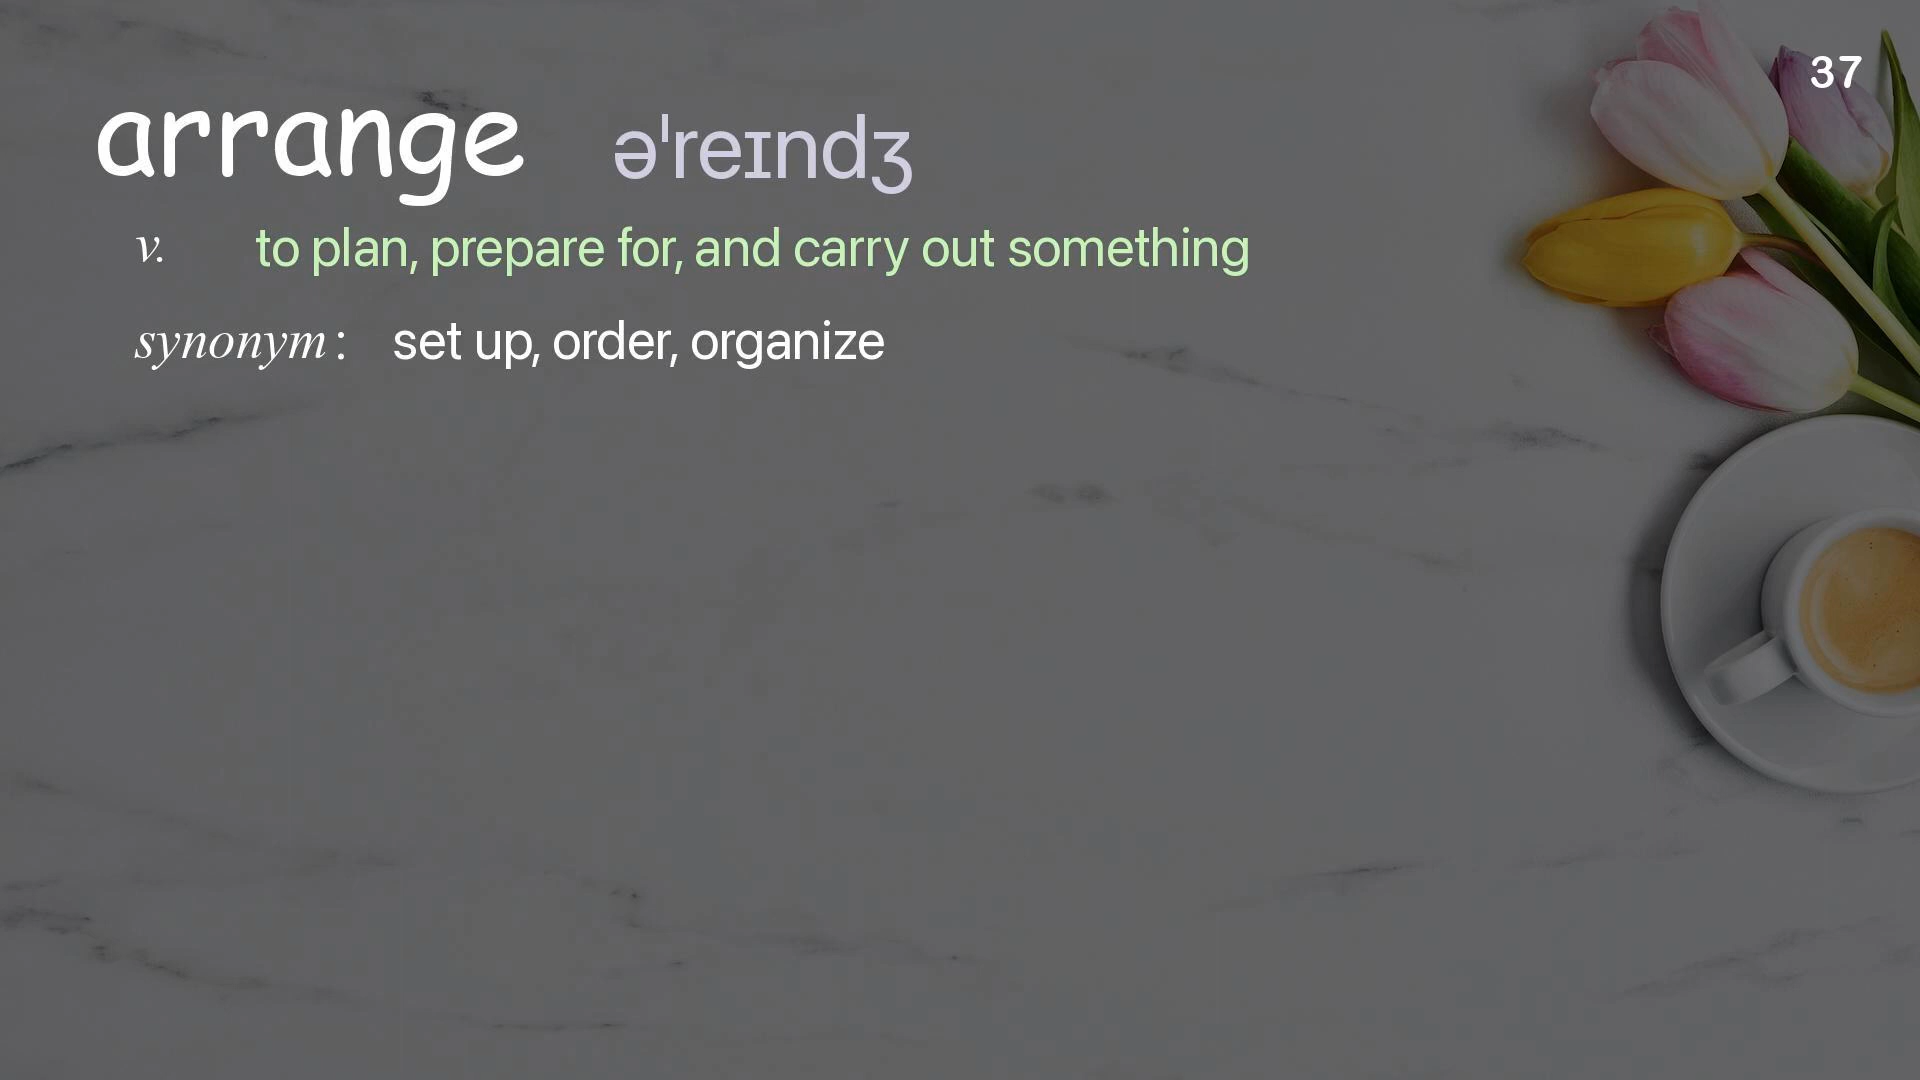 37
arrange əˈreɪndʒ
v. to plan, prepare for, and carry out something
synonym : set up, order, organize